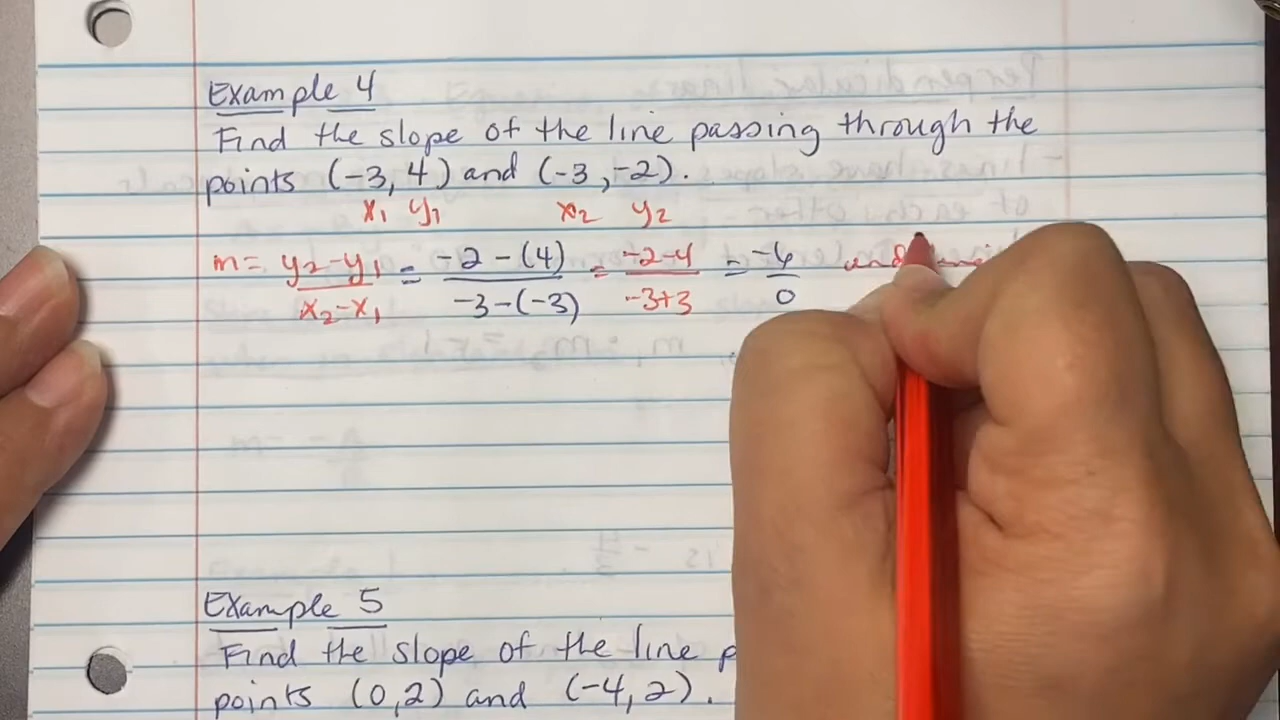 Example 4
Find the slope of the line passing through the
points (-3, 4) and (-3, -2).
x₁ y₁ x₂ y₂
m = y₂-y₁/x₂-x₁ = -2-(4)/-3-(-3) = -2-4/-3+3 = -6/0
Example 5
Find the slope of the line
points (0,2) and (-4, 2).